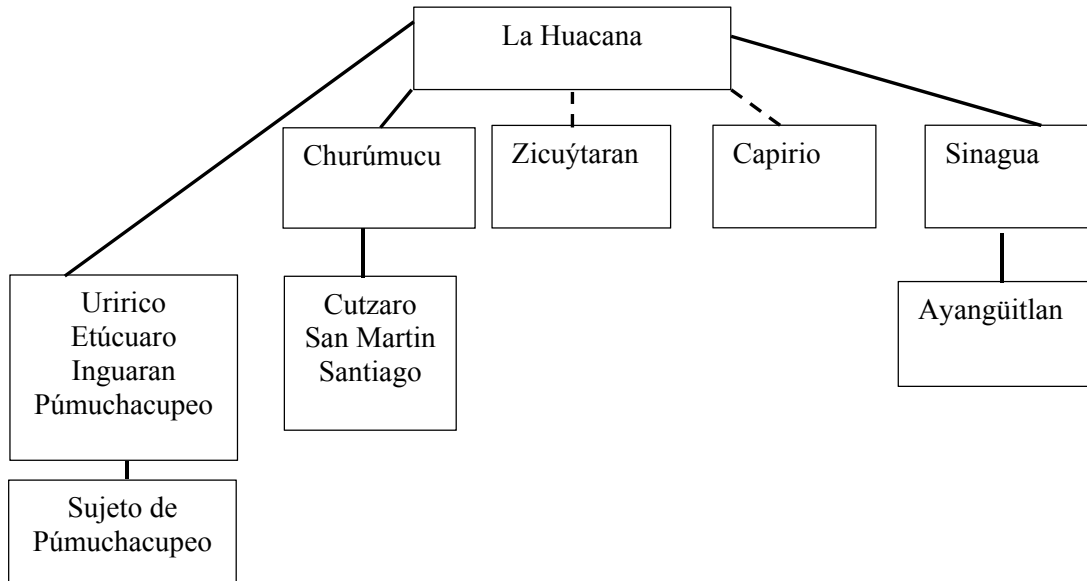 La Huacana
Churúmucu
Zicuýtaran
Capirio
Sinagua
Uririco
Etúcuaro
Inguaran
Púmuchacupeo
Cutzaro
San Martin
Santiago
Ayangüitlan
Sujeto de
Púmuchacupeo